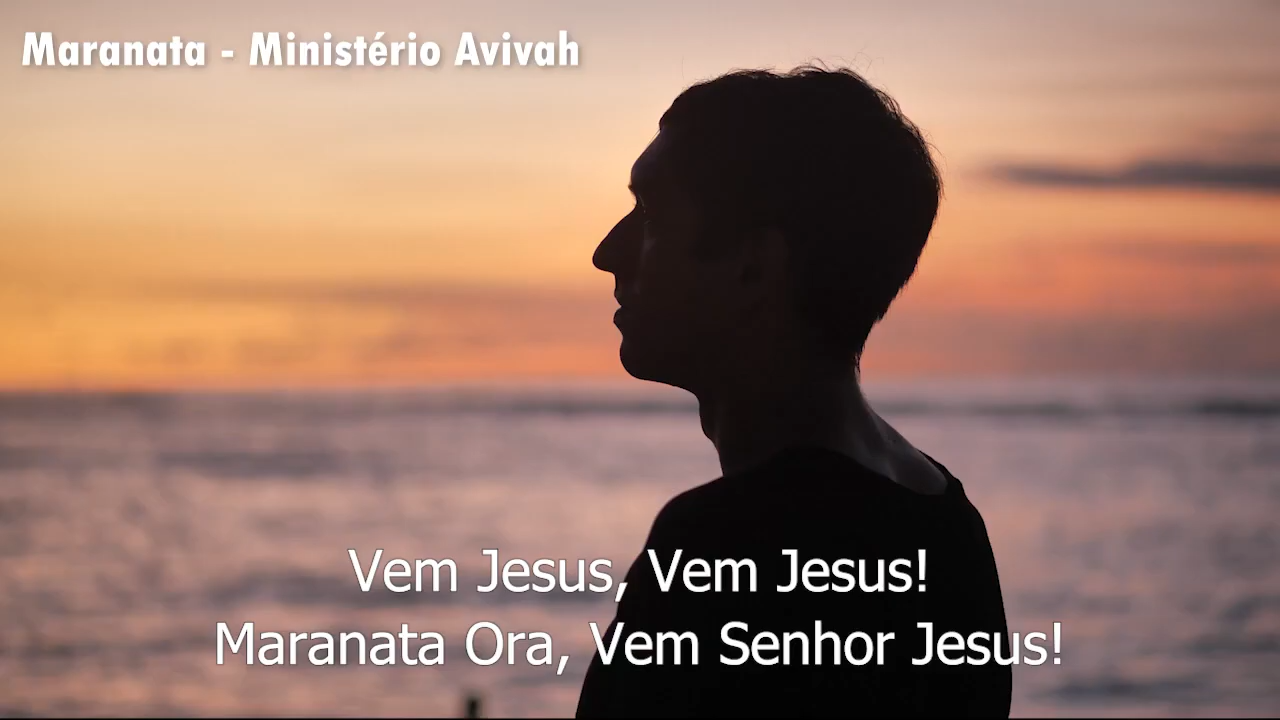 Maranata - Ministério Avivah
Vem Jesus, Vem Jesus!
Maranata Ora, Vem Senhor Jesus!